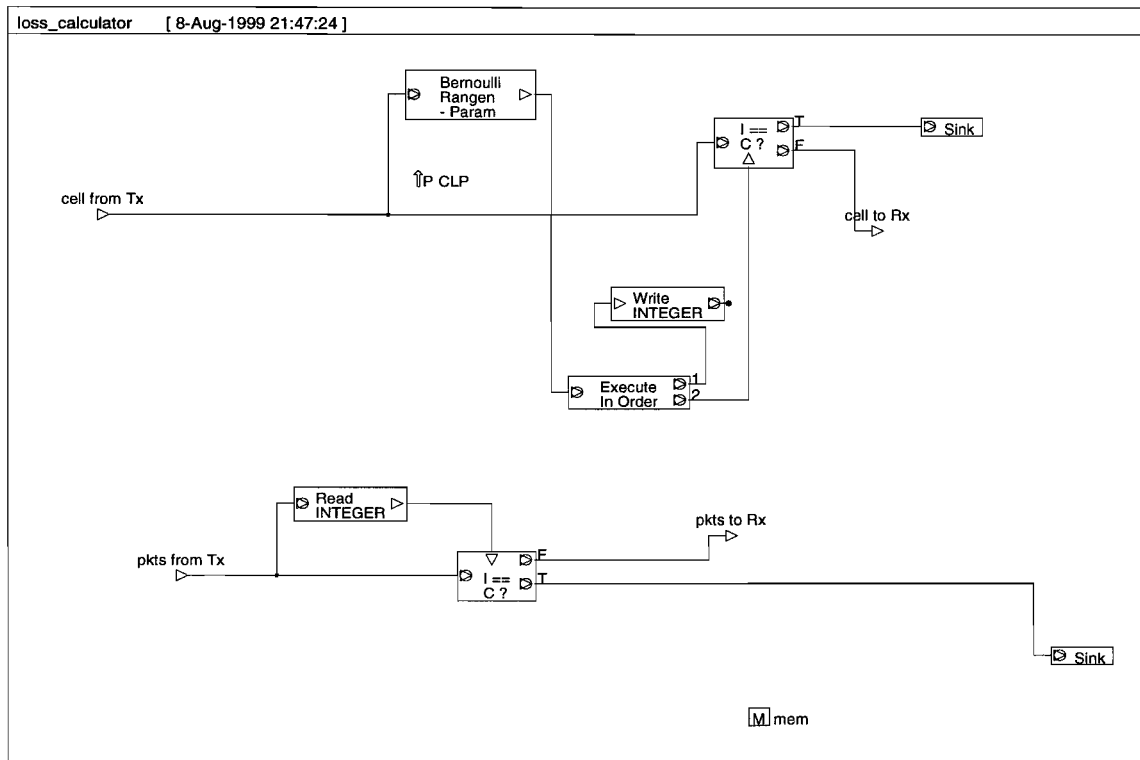 loss_calculator [ 8-Aug-1999 21:47:24 ]
Bernoulli
Rangen
- Param
I ==
C ?
T
F
Sink
⇧P CLP
cell from Tx
cell to Rx
Write
INTEGER
Execute
In Order
1
2
Read
INTEGER
pkts to Rx
pkts from Tx
I ==
C ?
F
T
Sink
M mem